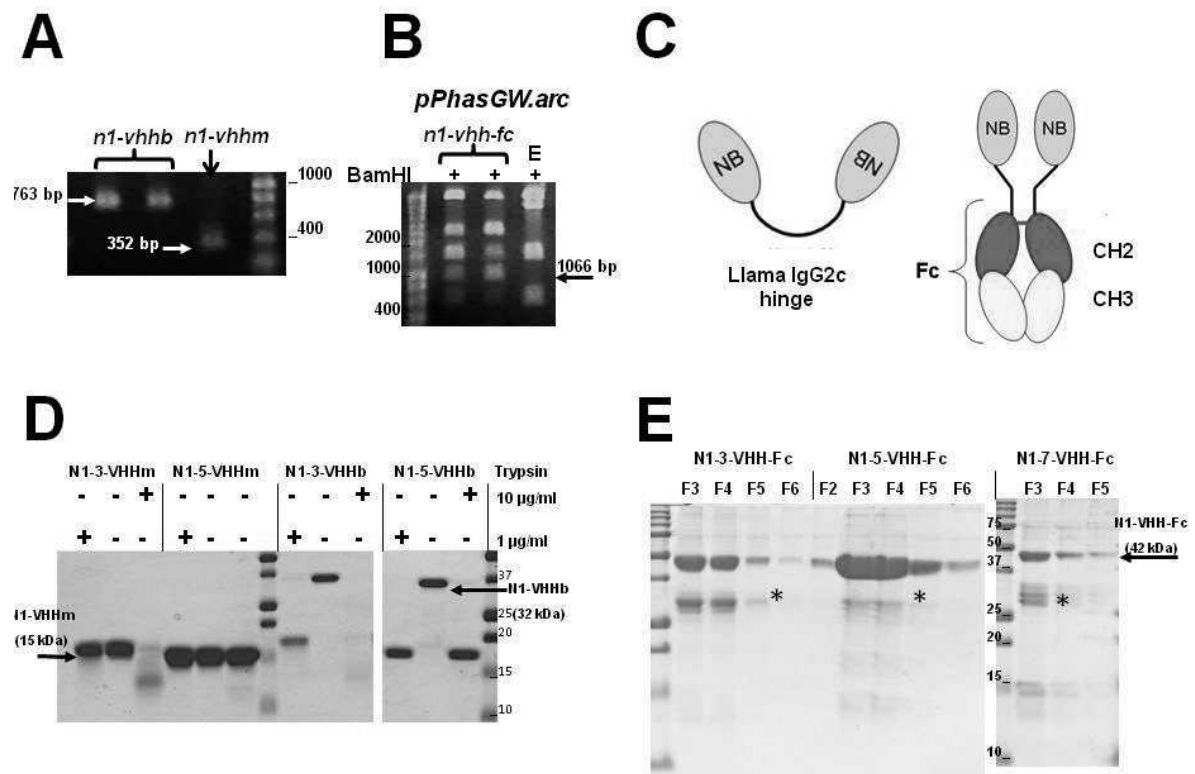 A
n1-vhhb n1-vhhm
1000
763 bp
400
352 bp
B
pPhasGW.arc
n1-vhh-fc E
BamHI + + +
2000
1000
1066 bp
400
C
NB NB
Llama IgG2c
hinge
NB NB
Fc
CH2
CH3
D
N1-3-VHHm N1-5-VHHm N1-3-VHHb N1-5-VHHb Trypsin
- - + - - - - - + - - + 10 µg/ml
+ - - + - - + - - + - - 1 µg/ml
37
N1-VHHb
(32 kDa)
25
20
N1-VHHm
(15 kDa)
15
10
E
N1-3-VHH-Fc N1-5-VHH-Fc N1-7-VHH-Fc
F3 F4 F5 F6 F2 F3 F4 F5 F6 F3 F4 F5
75
50
37
N1-VHH-Fc
(42 kDa)
* * *
25
20
15
10